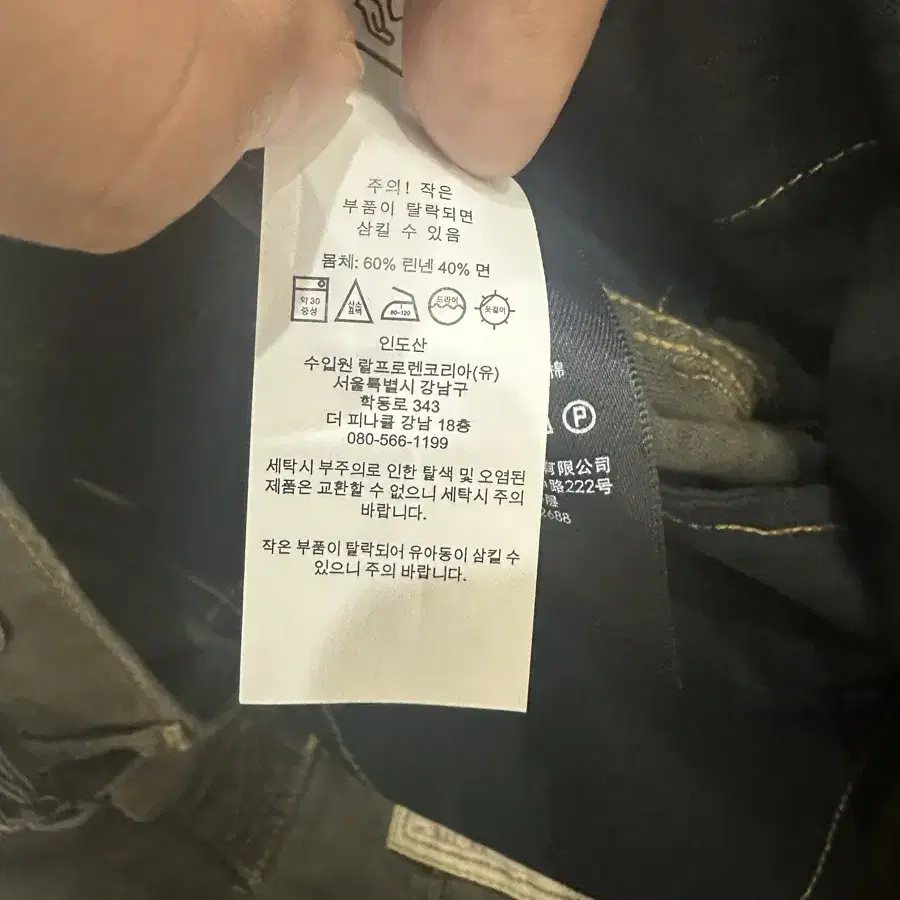 주의! 작은
부품이 탈락되면
삼킬 수 있음
몸체: 60% 린넨 40% 면
약 30
중성
산소
표백
80~120
드라이
옷걸이
인도산
수입원 랄프로렌코리아(유)
서울특별시 강남구
학동로 343
더 피나클 강남 18층
080-566-1199
세탁시 부주의로 인한 탈색 및 오염된
제품은 교환할 수 없으니 세탁시 주의
바랍니다.
작은 부품이 탈락되어 유아동이 삼킬 수
있으니 주의 바랍니다.
棉
P
有限公司
路222号
2688